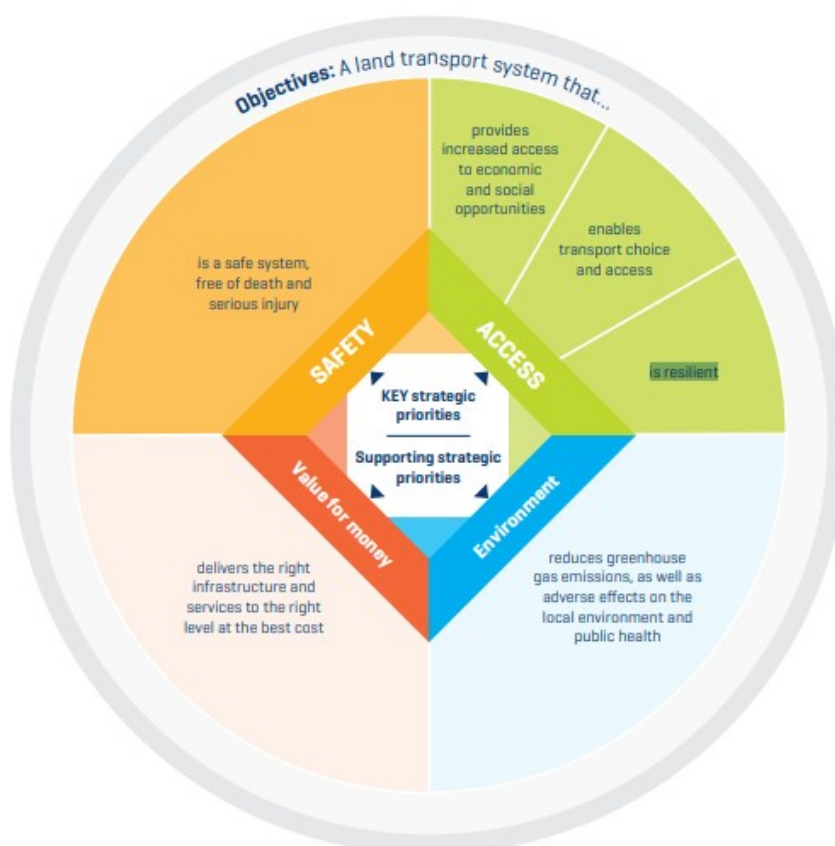 Objectives: A land transport system that...
provides
increased access
to economic
and social
opportunities
enables
transport choice
and access
is resilient
is a safe system,
free of death and
serious injury
SAFETY
ACCESS
KEY strategic
priorities
Supporting strategic
priorities
Value for money
Environment
delivers the right
infrastructure and
services to the right
level at the best cost
reduces greenhouse
gas emissions, as well as
adverse effects on the
local environment and
public health